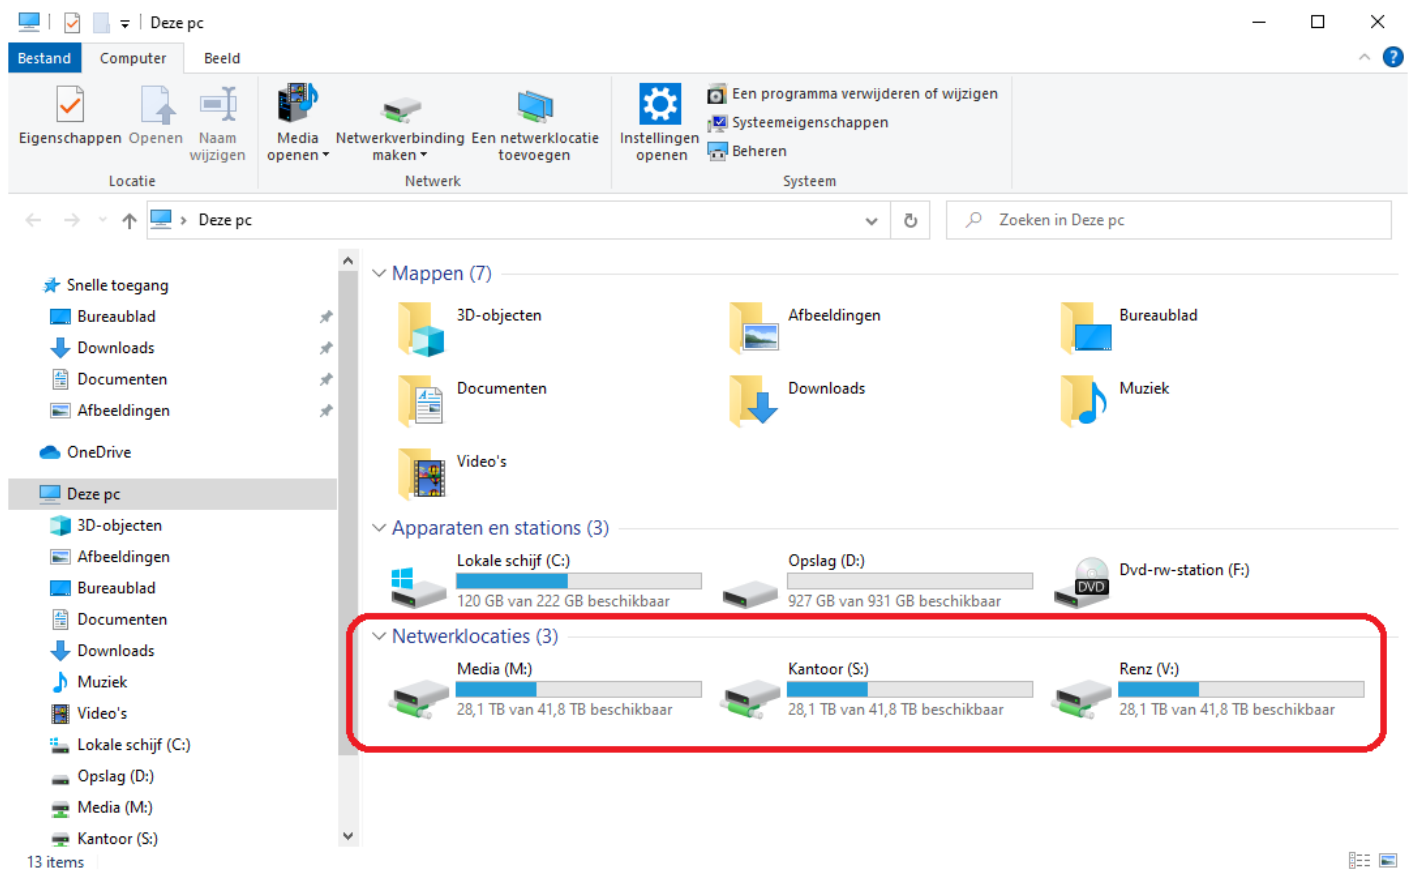 Deze pc
Bestand
Computer
Beeld
?
Eigenschappen
Openen
Naam
wijzigen
Media
openen
Netwerkverbinding
maken
Een netwerklocatie
toevoegen
Instellingen
openen
Een programma verwijderen of wijzigen
Systeemeigenschappen
Beheren
Locatie
Netwerk
Systeem
Deze pc
Zoeken in Deze pc
Snelle toegang
Bureaublad
Downloads
Documenten
Afbeeldingen
OneDrive
Deze pc
3D-objecten
Afbeeldingen
Bureaublad
Documenten
Downloads
Muziek
Video's
Lokale schijf (C:)
Opslag (D:)
Media (M:)
Kantoor (S:)
Mappen (7)
3D-objecten
Afbeeldingen
Bureaublad
Documenten
Downloads
Muziek
Video's
Apparaten en stations (3)
Lokale schijf (C:)
120 GB van 222 GB beschikbaar
Opslag (D:)
927 GB van 931 GB beschikbaar
DVD
Dvd-rw-station (F:)
Netwerklocaties (3)
Media (M:)
28,1 TB van 41,8 TB beschikbaar
Kantoor (S:)
28,1 TB van 41,8 TB beschikbaar
Renz (V:)
28,1 TB van 41,8 TB beschikbaar
13 items